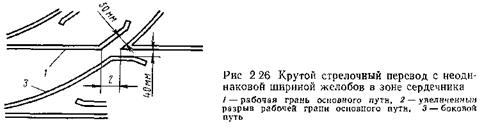 50мм
1
2
40мм
3
Рис 2 26 Крутой стрелочный перевод с неоди-
наковой шириной желобов в зоне сердечника
1 — рабочая грань основного пути, 2 — увеличенный
разрыв рабочей грани основного пути, 3 — боковой
путь